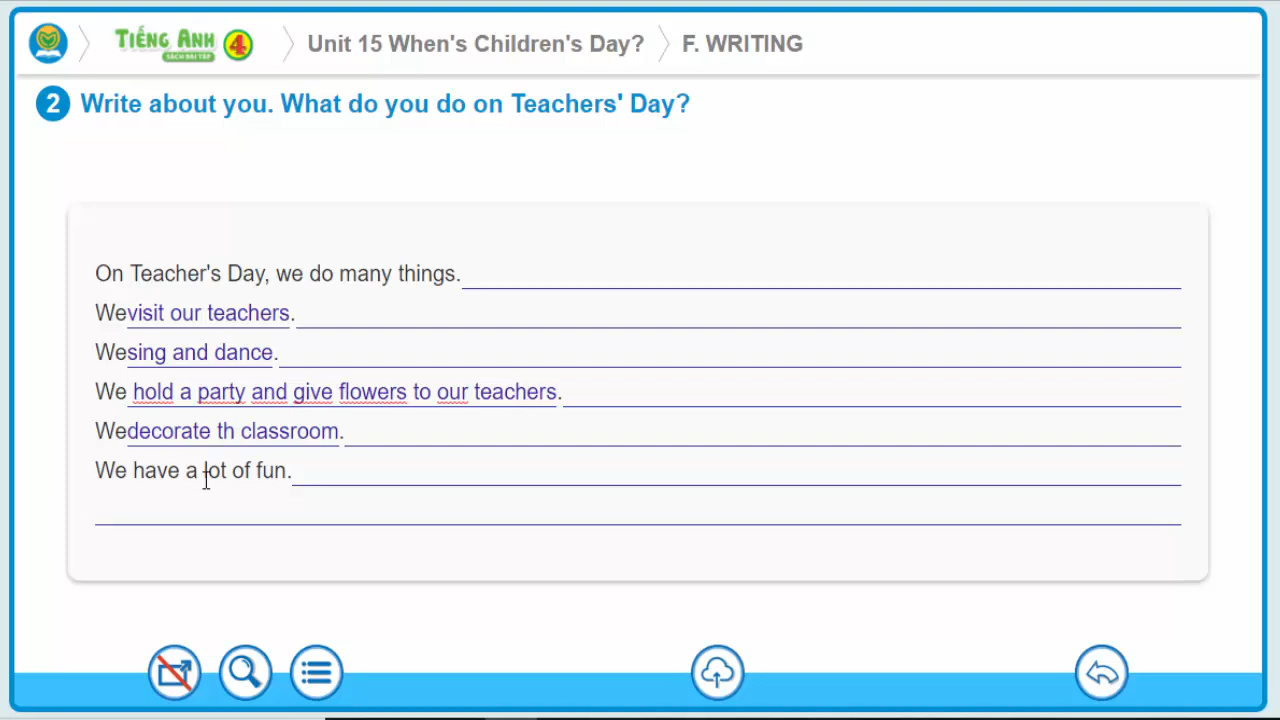 TIẾNG ANH 4
SÁCH BÀI TẬP
Unit 15 When's Children's Day?
F. WRITING
2 Write about you. What do you do on Teachers' Day?
On Teacher's Day, we do many things.
Wevisit our teachers.
Wesing and dance.
We hold a party and give flowers to our teachers.
Wedecorate th classroom.
We have a lot of fun.